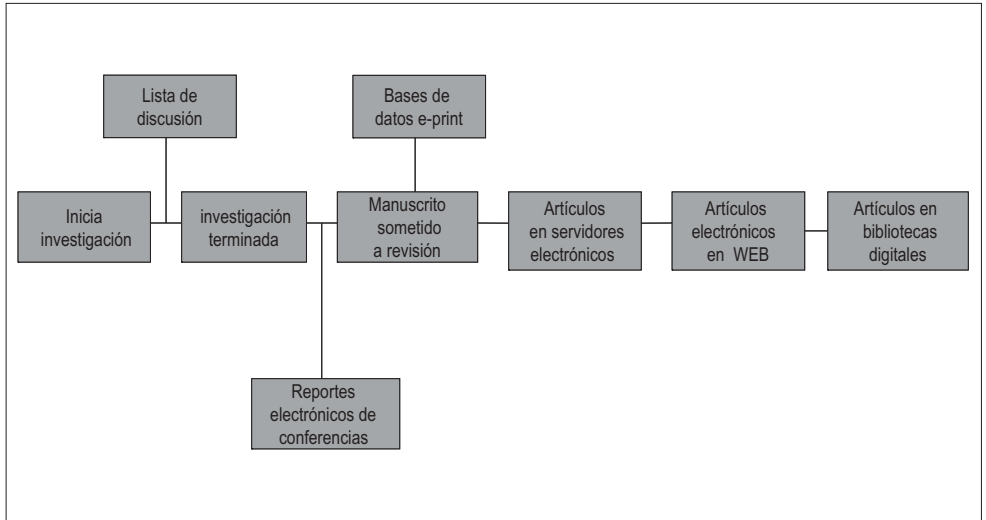 Lista de
discusión
Bases de
datos e-print
Inicia
investigación
investigación
terminada
Manuscrito
sometido
a revisión
Artículos
en servidores
electrónicos
Artículos
electrónicos
en WEB
Artículos en
bibliotecas
digitales
Reportes
electrónicos de
conferencias